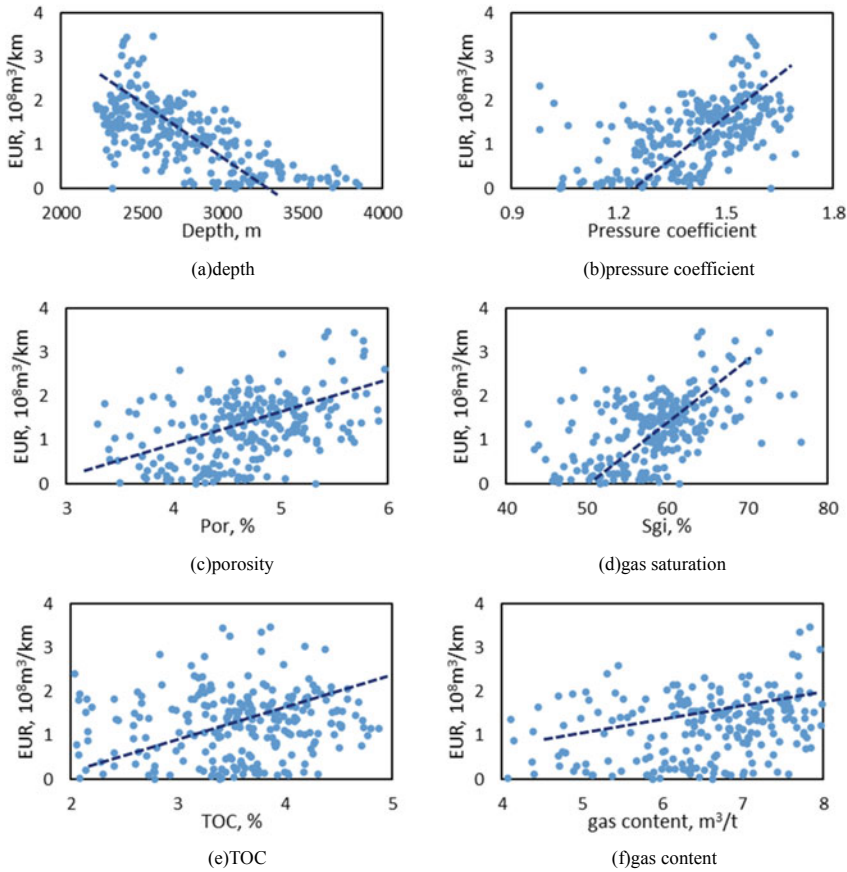 4
3
2
1
0
EUR, 10⁸m³/km
2000 2500 3000 3500 4000
Depth, m
(a)depth
4
3
2
1
0
EUR, 10⁸m³/km
0.9 1.2 1.5 1.8
Pressure coefficient
(b)pressure coefficient
4
3
2
1
0
EUR, 10⁸m³/km
3 4 5 6
Por, %
(c)porosity
4
3
2
1
0
EUR, 10⁸m³/km
40 50 60 70 80
Sgi, %
(d)gas saturation
4
3
2
1
0
EUR, 10⁸m³/km
2 3 4 5
TOC, %
(e)TOC
4
3
2
1
0
EUR, 10⁸m³/km
4 5 6 7 8
gas content, m³/t
(f)gas content